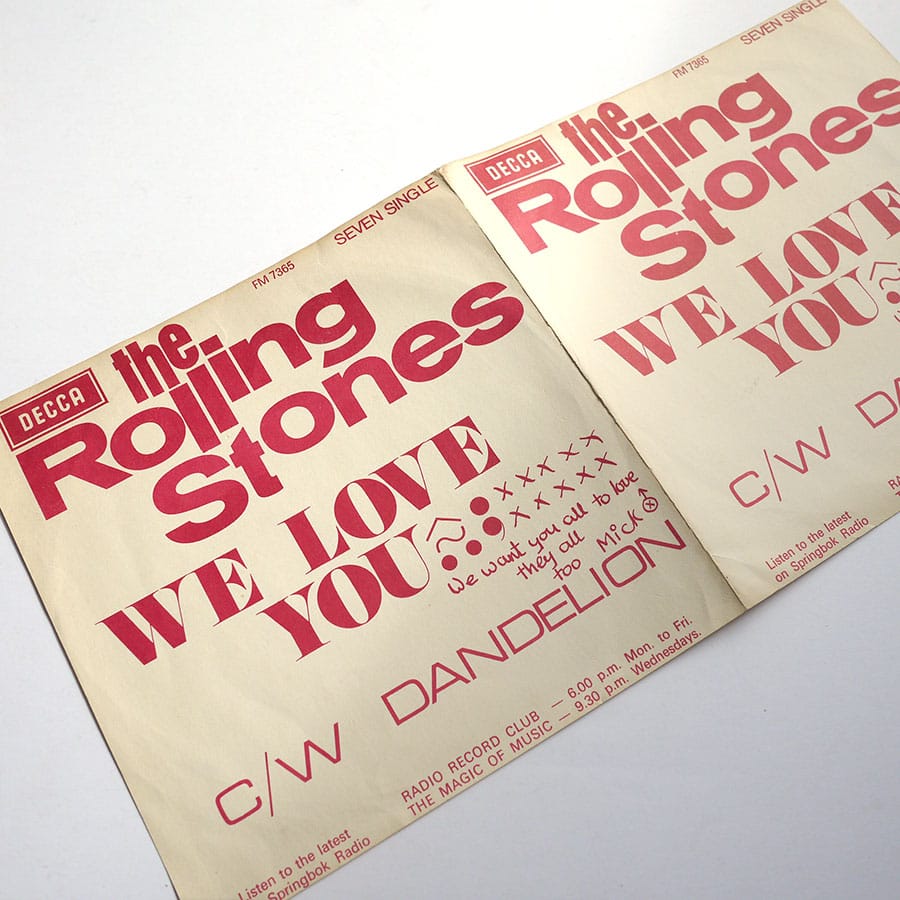 FM 7365
SEVEN SINGLE
DECCA
the
Rolling
Stones
WE LOVE
YOU
x x x x x
x x x x x
We want you all to love
they all to
too Mick
C/W DANDELION
RADIO RECORD CLUB — 6.00 p.m. Mon. to Fri.
THE MAGIC OF MUSIC — 9.30 p.m. Wednesdays.
Listen to the latest
Springbok Radio
FM 7365
SEVEN SINGLE
DECCA
the
Rolling
Stones
WE LOVE
YOU
C/W DA
Listen to the latest
on Springbok Radio